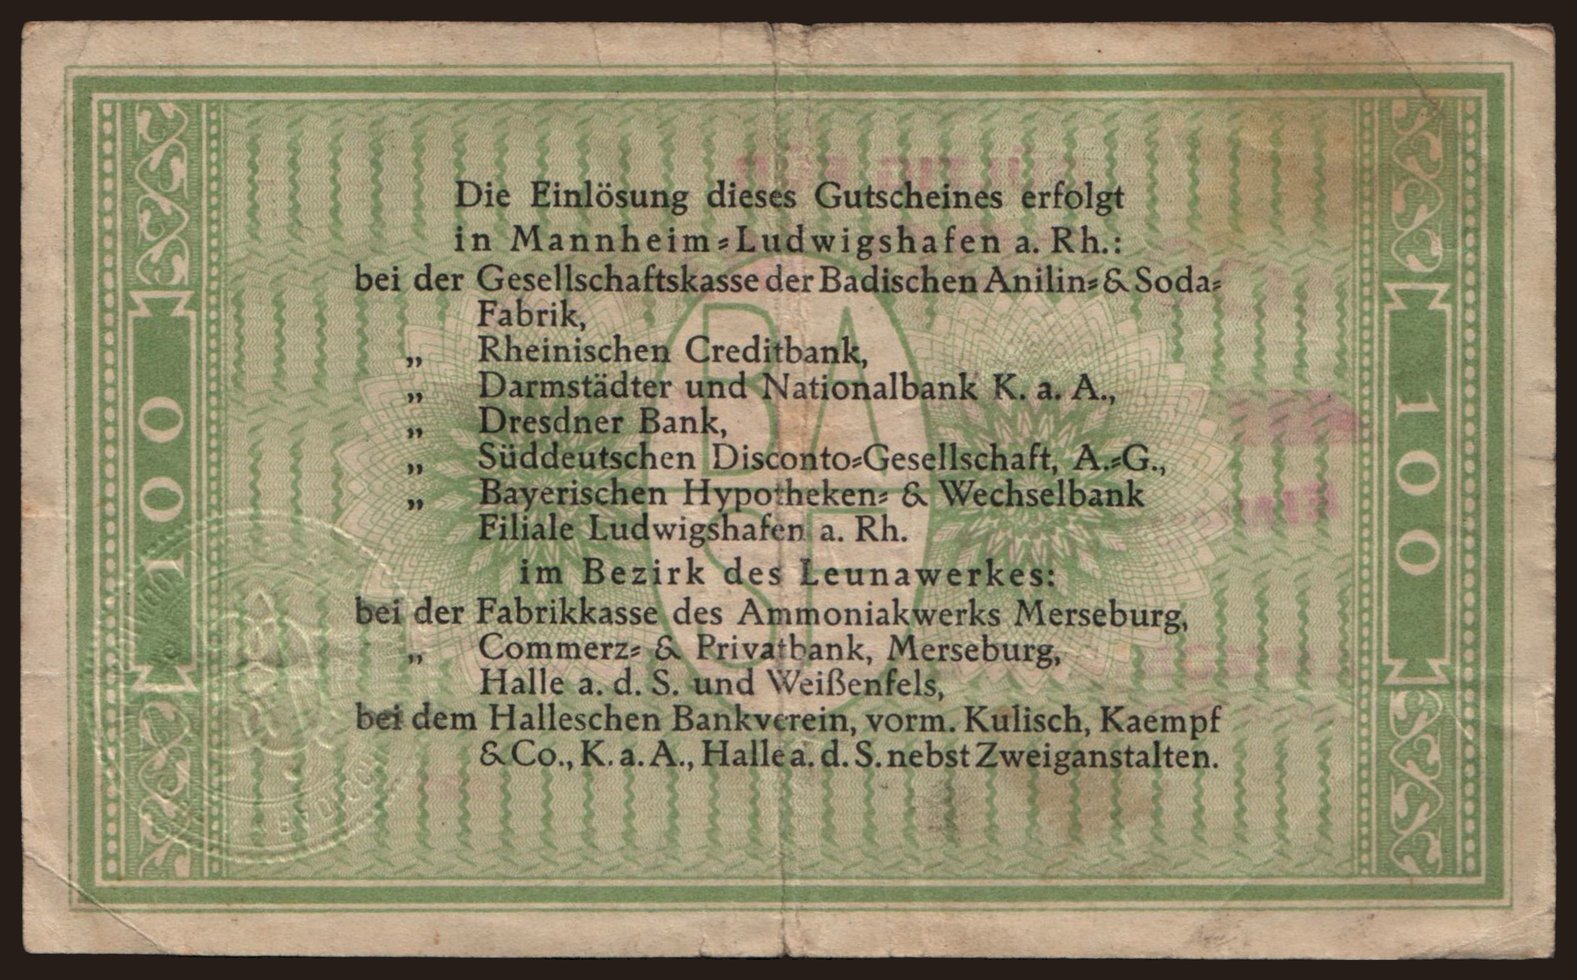 Die Einlösung dieses Gutscheines erfolgt
in Mannheim⸗Ludwigshafen a. Rh.:
bei der Gesellschaftskasse der Badischen Anilin⸗ & Soda⸗
Fabrik,
„ Rheinischen Creditbank,
„ Darmstädter und Nationalbank K. a. A.,
„ Dresdner Bank,
„ Süddeutschen Disconto⸗Gesellschaft, A.⸗G.,
„ Bayerischen Hypotheken⸗ & Wechselbank
Filiale Ludwigshafen a. Rh.
im Bezirk des Leunawerkes:
bei der Fabrikkasse des Ammoniakwerks Merseburg,
„ Commerz⸗ & Privatbank, Merseburg,
Halle a. d. S. und Weißenfels,
bei dem Halleschen Bankverein, vorm. Kulisch, Kaempf
& Co., K. a. A., Halle a. d. S. nebst Zweiganstalten.
100
100
BA
SF